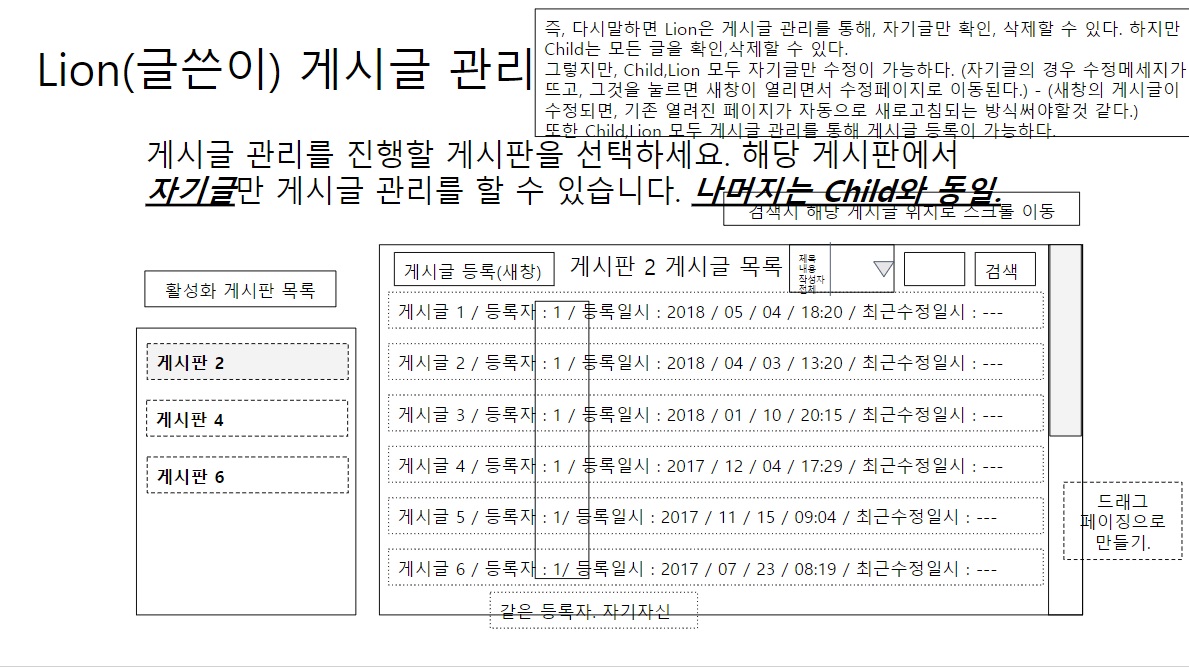 Lion(글쓴이) 게시글 관리
즉, 다시말하면 Lion은 게시글 관리를 통해, 자기글만 확인, 삭제할 수 있다. 하지만
Child는 모든 글을 확인,삭제할 수 있다.
그렇지만, Child,Lion 모두 자기글만 수정이 가능하다. (자기글의 경우 수정메세지가
뜨고, 그것을 눌르면 새창이 열리면서 수정페이지로 이동된다.) - (새창의 게시글이
수정되면, 기존 열려진 페이지가 자동으로 새로고침되는 방식써야할것 같다.)
또한 Child,Lion 모두 게시글 관리를 통해 게시글 등록이 가능하다.
게시글 관리를 진행할 게시판을 선택하세요. 해당 게시판에서
자기글만 게시글 관리를 할 수 있습니다. 나머지는 Child와 동일.
검색시 해당 게시글 위치로 스크롤 이동
활성화 게시판 목록
게시판 2
게시판 4
게시판 6
게시글 등록(새창)
게시판 2 게시글 목록
제목
내용
작성자
전체
검색
게시글 1 / 등록자 : 1 / 등록일시 : 2018 / 05 / 04 / 18:20 / 최근수정일시 : ---
게시글 2 / 등록자 : 1 / 등록일시 : 2018 / 04 / 03 / 13:20 / 최근수정일시 : ---
게시글 3 / 등록자 : 1 / 등록일시 : 2018 / 01 / 10 / 20:15 / 최근수정일시 : ---
게시글 4 / 등록자 : 1 / 등록일시 : 2017 / 12 / 04 / 17:29 / 최근수정일시 : ---
게시글 5 / 등록자 : 1/ 등록일시 : 2017 / 11 / 15 / 09:04 / 최근수정일시 : ---
게시글 6 / 등록자 : 1/ 등록일시 : 2017 / 07 / 23 / 08:19 / 최근수정일시 : ---
같은 등록자. 자기자신
드래그
페이징으로
만들기.